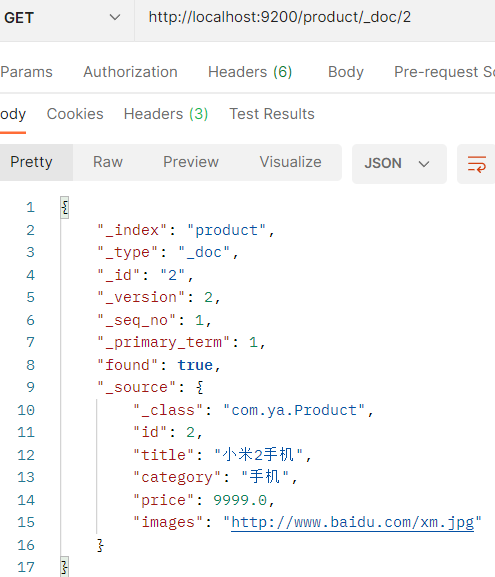 GET http://localhost:9200/product/_doc/2
Params Authorization Headers (6) Body Pre-request Sc
ody Cookies Headers (3) Test Results
Pretty Raw Preview Visualize JSON
1 {
2 "_index": "product",
3 "_type": "_doc",
4 "_id": "2",
5 "_version": 2,
6 "_seq_no": 1,
7 "_primary_term": 1,
8 "found": true,
9 "_source": {
10 "_class": "com.ya.Product",
11 "id": 2,
12 "title": "小米2手机",
13 "category": "手机",
14 "price": 9999.0,
15 "images": "http://www.baidu.com/xm.jpg"
16 }
17 }